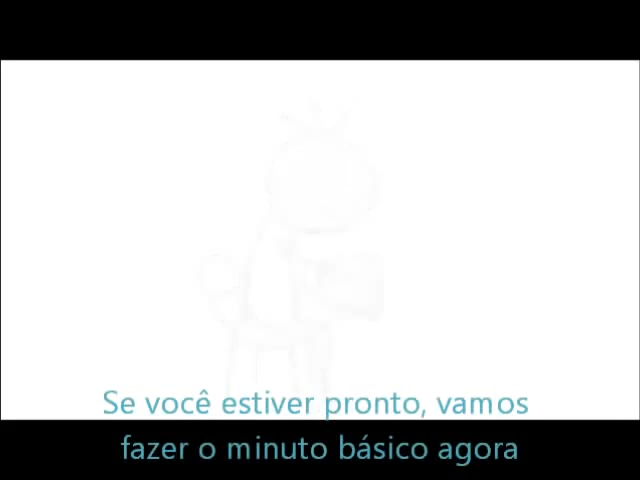 Se você estiver pronto, vamos
fazer o minuto básico agora